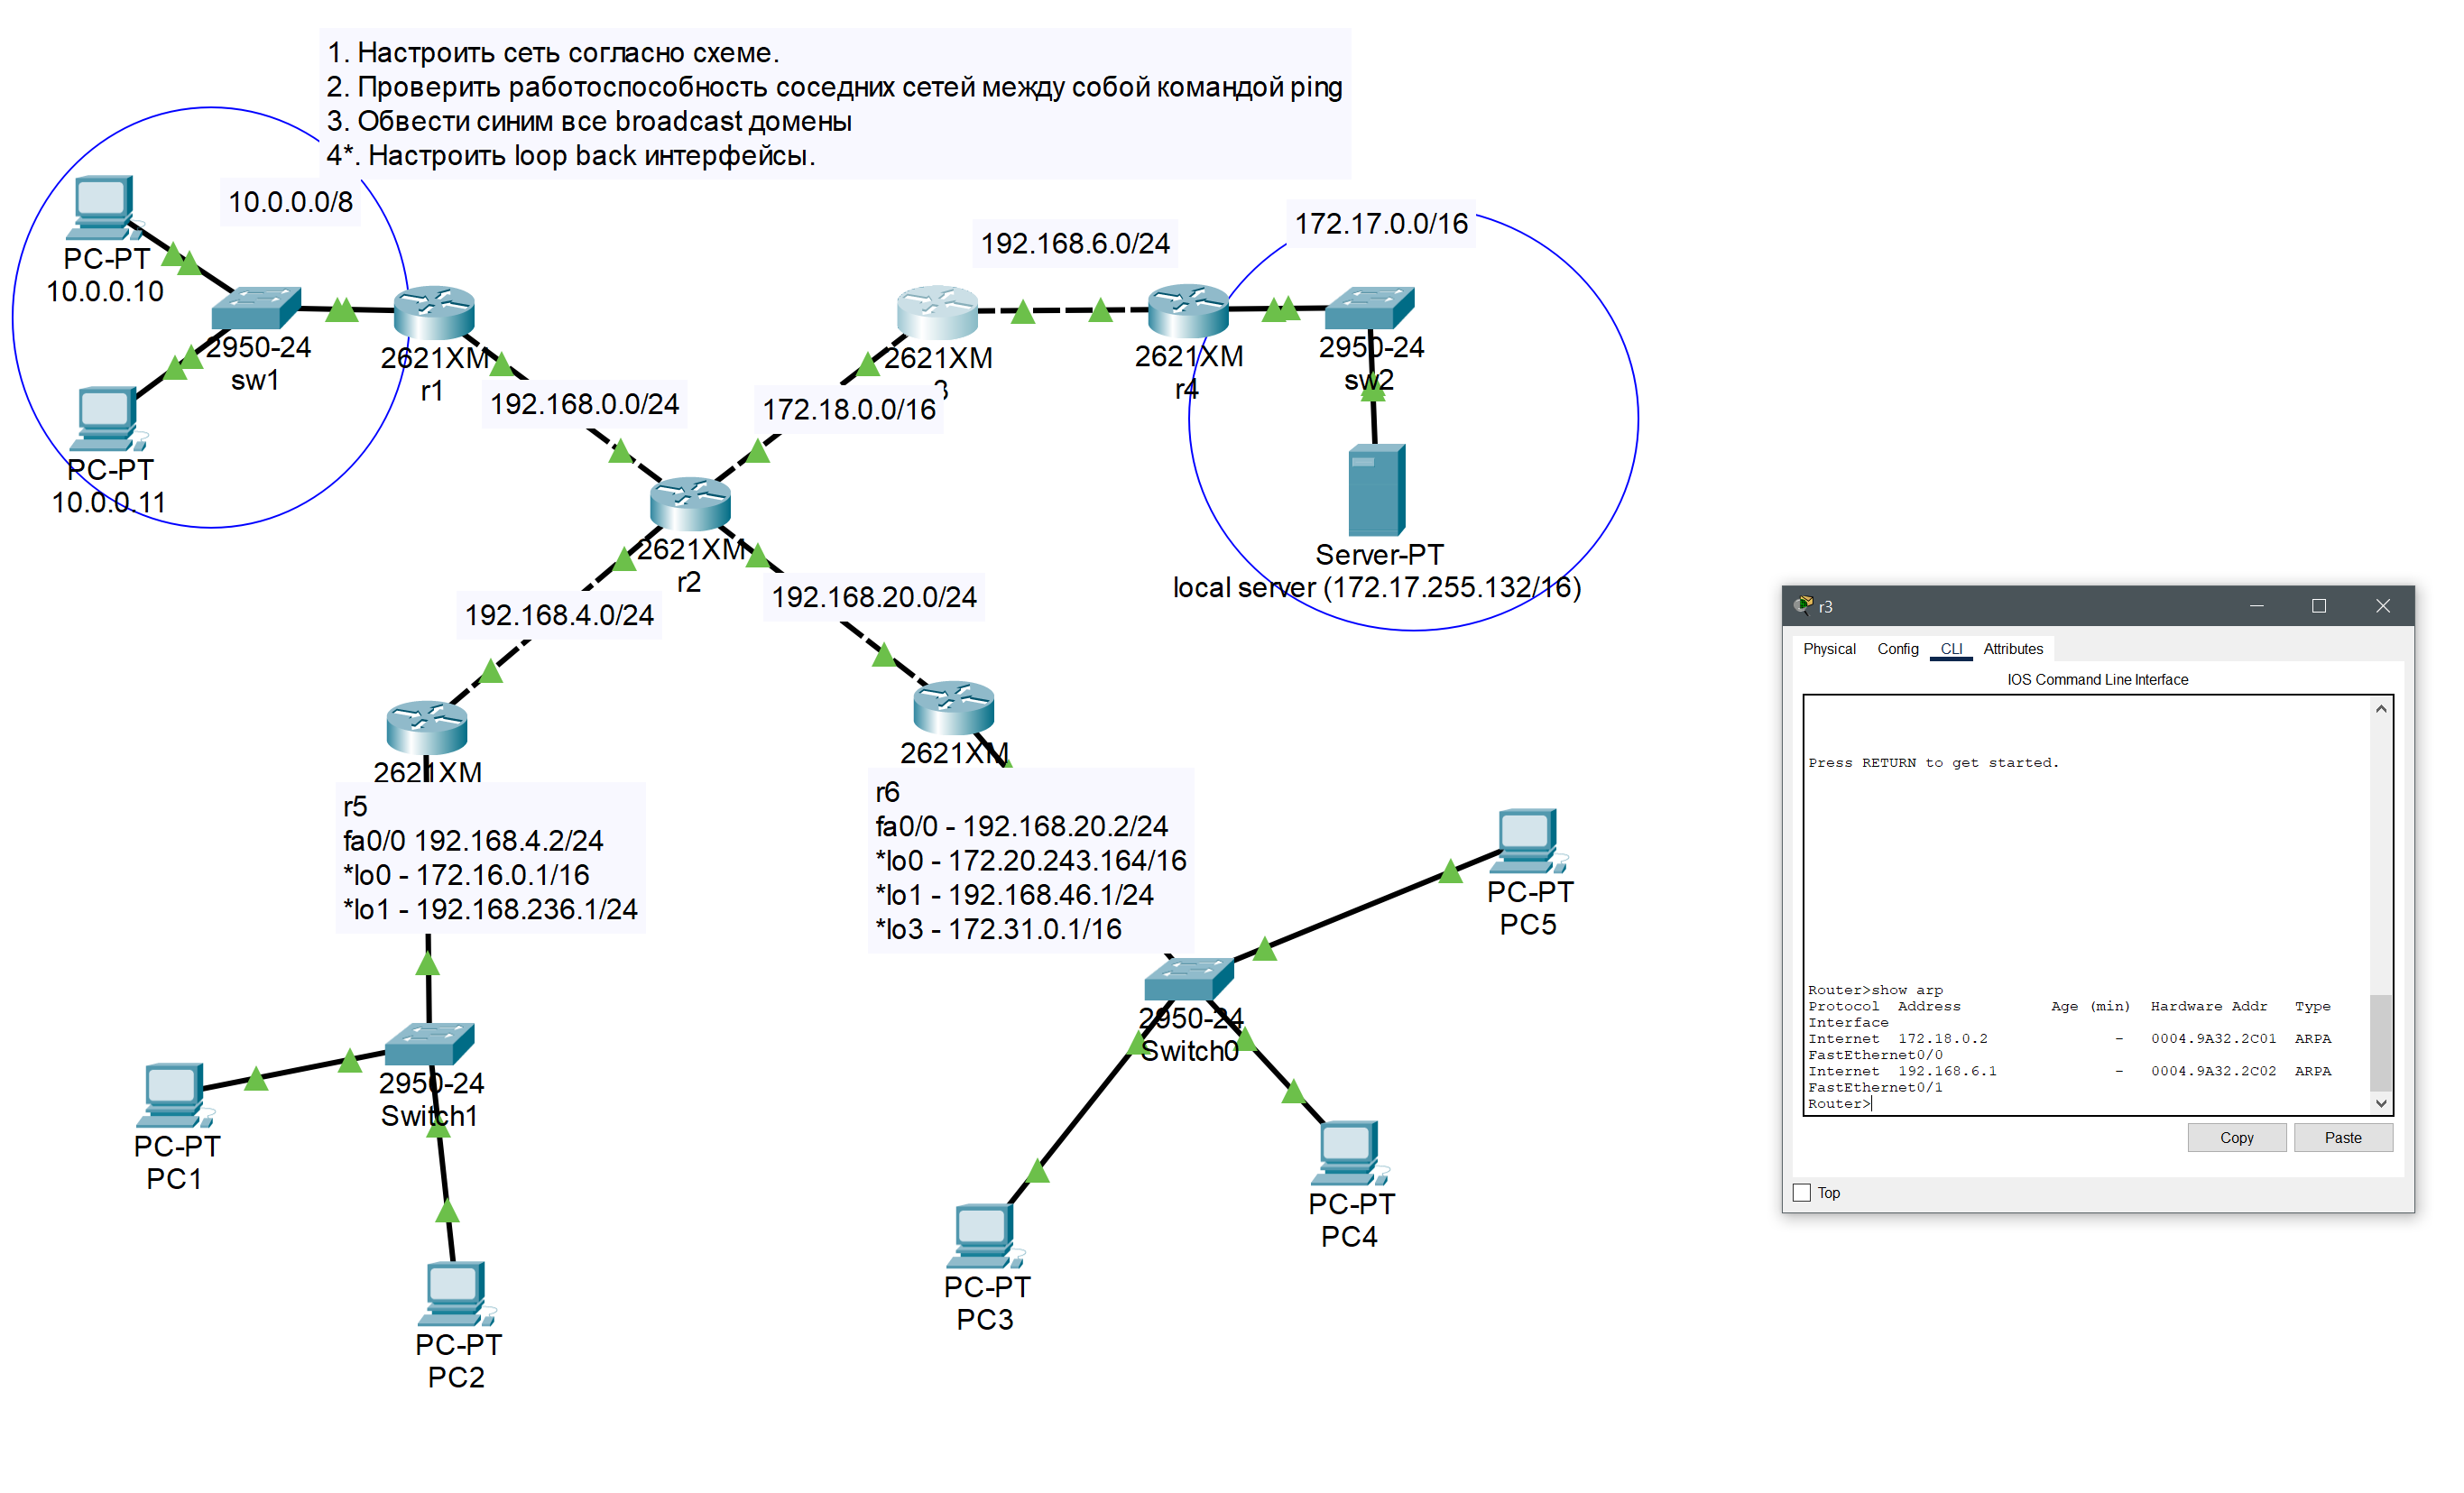 1. Настроить сеть согласно схеме.
2. Проверить работоспособность соседних сетей между собой командой ping
3. Обвести синим все broadcast домены
4*. Настроить loop back интерфейсы.
10.0.0.0/8
PC-PT
10.0.0.10
2950-24
sw1
PC-PT
10.0.0.11
2621XM
r1
192.168.0.0/24
192.168.6.0/24
172.17.0.0/16
2621XM
3
172.18.0.0/16
2621XM
r4
2950-24
sw2
Server-PT
local server (172.17.255.132/16)
2621XM
r2
192.168.4.0/24
192.168.20.0/24
2621XM
r5
fa0/0 192.168.4.2/24
*lo0 - 172.16.0.1/16
*lo1 - 192.168.236.1/24
2621XM
r6
fa0/0 - 192.168.20.2/24
*lo0 - 172.20.243.164/16
*lo1 - 192.168.46.1/24
*lo3 - 172.31.0.1/16
PC-PT
PC5
2950-24
Switch0
2950-24
Switch1
PC-PT
PC1
PC-PT
PC2
PC-PT
PC4
PC-PT
PC3
r3
Physical Config CLI Attributes
IOS Command Line Interface
Press RETURN to get started.
Router>show arp
Protocol Address Age (min) Hardware Addr Type
Interface
Internet 172.18.0.2 - 0004.9A32.2C01 ARPA
FastEthernet0/0
Internet 192.168.6.1 - 0004.9A32.2C02 ARPA
FastEthernet0/1
Router>
Copy Paste
Top